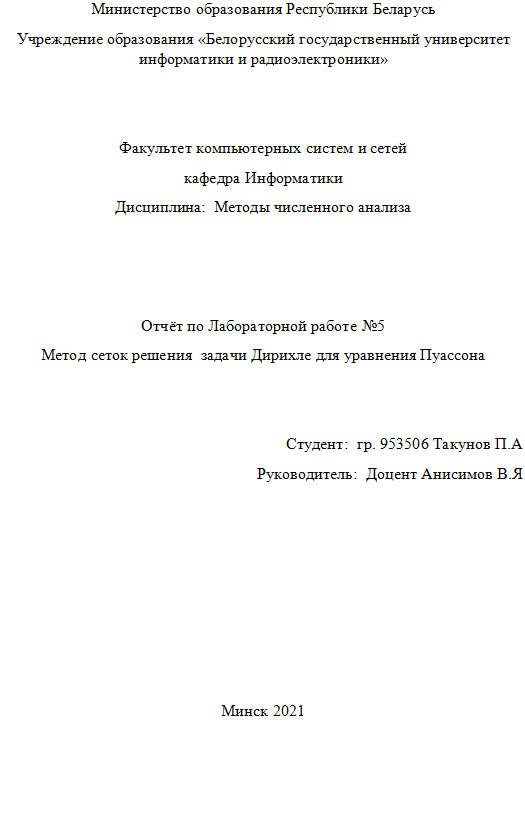 Министерство образования Республики Беларусь
Учреждение образования «Белорусский государственный университет
информатики и радиоэлектроники»
Факультет компьютерных систем и сетей
кафедра Информатики
Дисциплина:  Методы численного анализа
Отчёт по Лабораторной работе №5
Метод сеток решения  задачи Дирихле для уравнения Пуассона
Студент:  гр. 953506 Такунов П.А
Руководитель:  Доцент Анисимов В.Я
Минск 2021